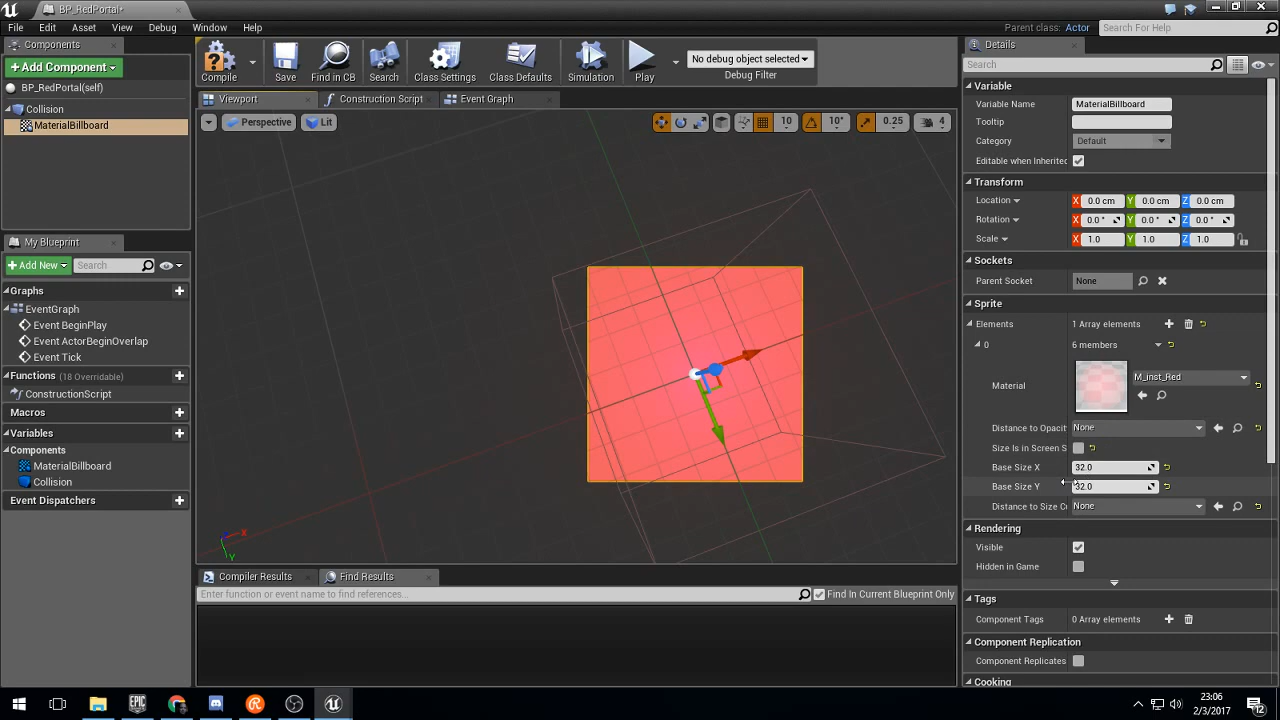 BP_RedPortal*
File Edit Asset View Debug Window Help
Parent class: Actor
Search For Help
Components
+ Add Component
BP_RedPortal(self)
Collision
MaterialBillboard
My Blueprint
+Add New
Search
Graphs
EventGraph
Event BeginPlay
Event ActorBeginOverlap
Event Tick
Functions (18 Overridable)
ConstructionScript
Macros
Variables
Components
MaterialBillboard
Collision
Event Dispatchers
Compile
Save
Find in CB
Search
Class Settings
Class Defaults
Simulation
Play
No debug object selected
Debug Filter
Viewport
Construction Script
Event Graph
Perspective
Lit
10
10°
0.25
4
X
Y
Compiler Results
Find Results
Enter function or event name to find references...
Find In Current Blueprint Only
Details
Search
Variable
Variable Name MaterialBillboard
Tooltip
Category Default
Editable when Inherited
Transform
Location X 0.0 cm Y 0.0 cm Z 0.0 cm
Rotation X 0.0 ° Y 0.0 ° Z 0.0 °
Scale X 1.0 Y 1.0 Z 1.0
Sockets
Parent Socket None
Sprite
Elements 1 Array elements
0 6 members
Material M_inst_Red
Distance to Opacit None
Size Is in Screen S
Base Size X 32.0
Base Size Y 32.0
Distance to Size C None
Rendering
Visible
Hidden in Game
Tags
Component Tags 0 Array elements
Component Replication
Component Replicates
Cooking
EPIC
GAMES
23:06
2/3/2017
12